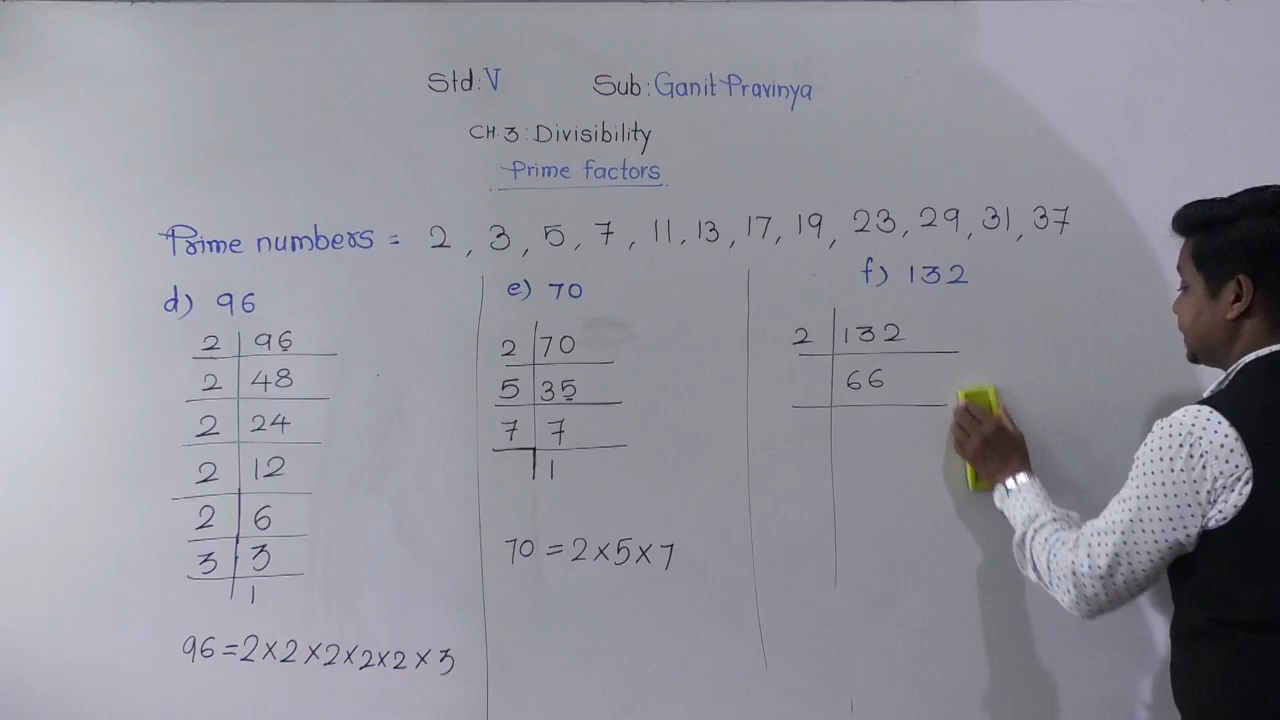 Std: V Sub: Ganit Pravinya
CH. 3: Divisibility
Prime factors
Prime numbers = 2, 3, 5, 7, 11, 13, 17, 19, 23, 29, 31, 37
d) 96
2 | 96
2 | 48
2 | 24
2 | 12
2 | 6
3 | 3
1
96 = 2×2×2×2×2×3
e) 70
2 | 70
5 | 35
7 | 7
1
70 = 2×5×7
f) 132
2 | 132
66